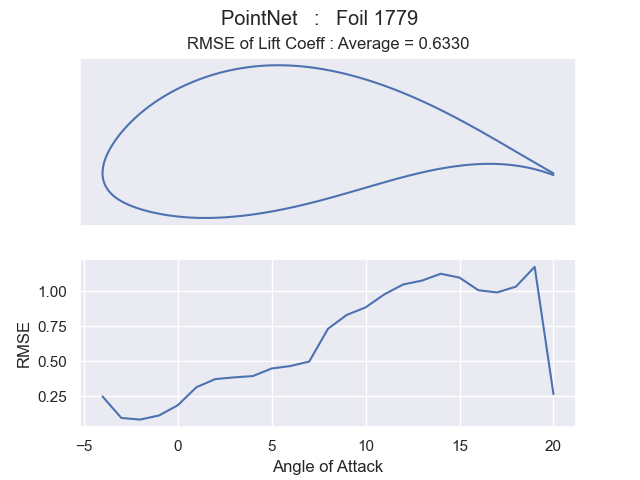 PointNet : Foil 1779
RMSE of Lift Coeff : Average = 0.6330
1.00
0.75
0.50
0.25
RMSE
−5 0 5 10 15 20
Angle of Attack